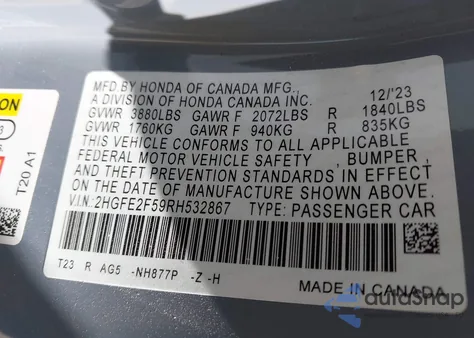 MFD BY HONDA OF CANADA MFG.,
A DIVISION OF HONDA CANADA INC. 12/'23
GVWR 3880LBS GAWR F 2072LBS R 1840LBS
GVWR 1760KG GAWR F 940KG R 835KG
THIS VEHICLE CONFORMS TO ALL APPLICABLE
FEDERAL MOTOR VEHICLE SAFETY , BUMPER,
AND THEFT PREVENTION STANDARDS IN EFFECT
ON THE DATE OF MANUFACTURE SHOWN ABOVE.
V.I.N:2HGFE2F59RH532867 TYPE:PASSENGER CAR
T23 R AG5 -NH877P -Z -H
MADE IN CANADA
ION
3
T20 A1
autosnap